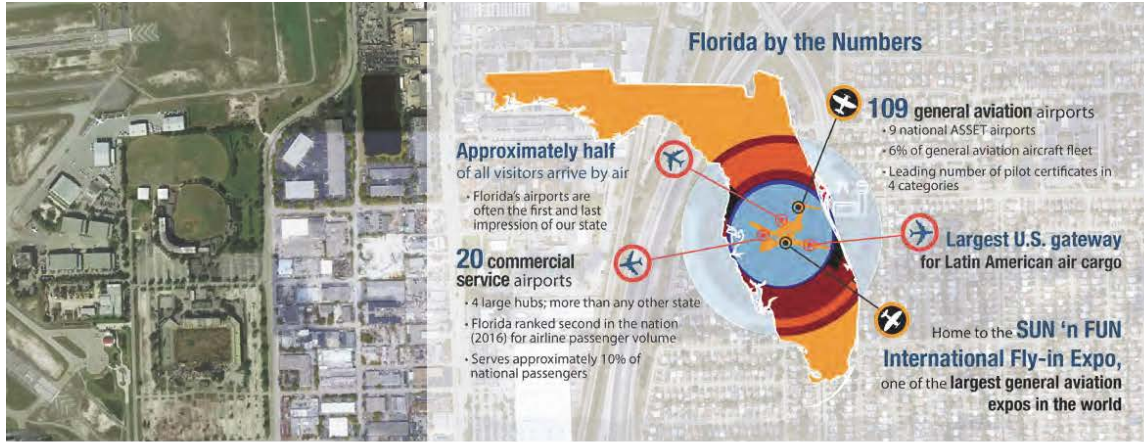 Florida by the Numbers
Approximately half
of all visitors arrive by air
• Florida's airports are
often the first and last
impression of our state
20 commercial
service airports
• 4 large hubs; more than any other state
• Florida ranked second in the nation
(2016) for airline passenger volume
• Serves approximately 10% of
national passengers
109 general aviation airports
• 9 national ASSET airports
• 6% of general aviation aircraft fleet
• Leading number of pilot certificates in
4 categories
Largest U.S. gateway
for Latin American air cargo
Home to the SUN 'n FUN
International Fly-in Expo,
one of the largest general aviation
expos in the world